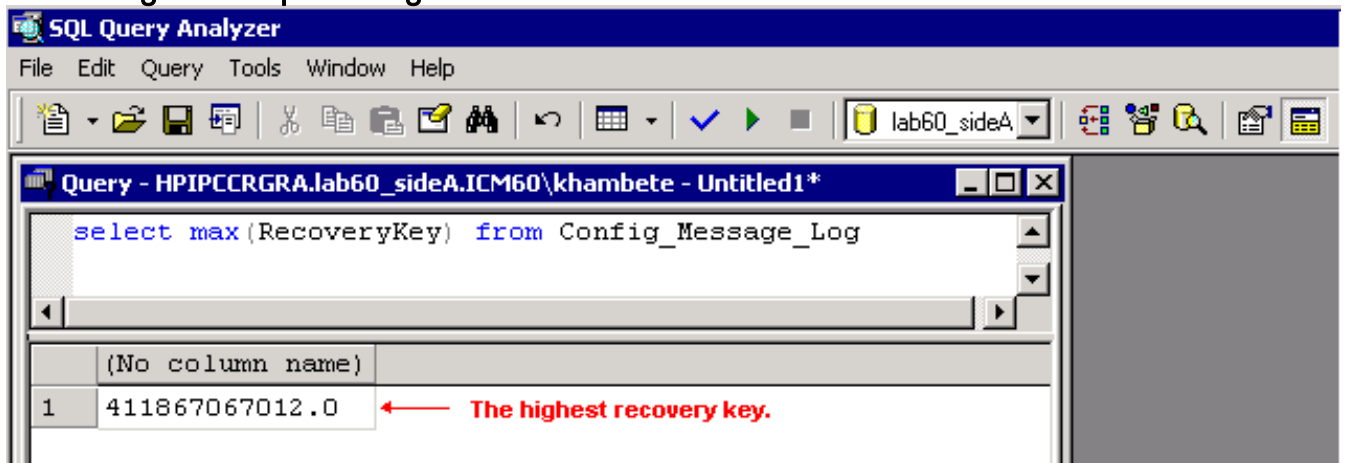 SQL Query Analyzer
File Edit Query Tools Window Help
lab60_sideA
Query - HPIPCCRGRA.lab60_sideA.ICM60\khambete - Untitled1*
select max(RecoveryKey) from Config_Message_Log
(No column name)
1 411867067012.0 The highest recovery key.